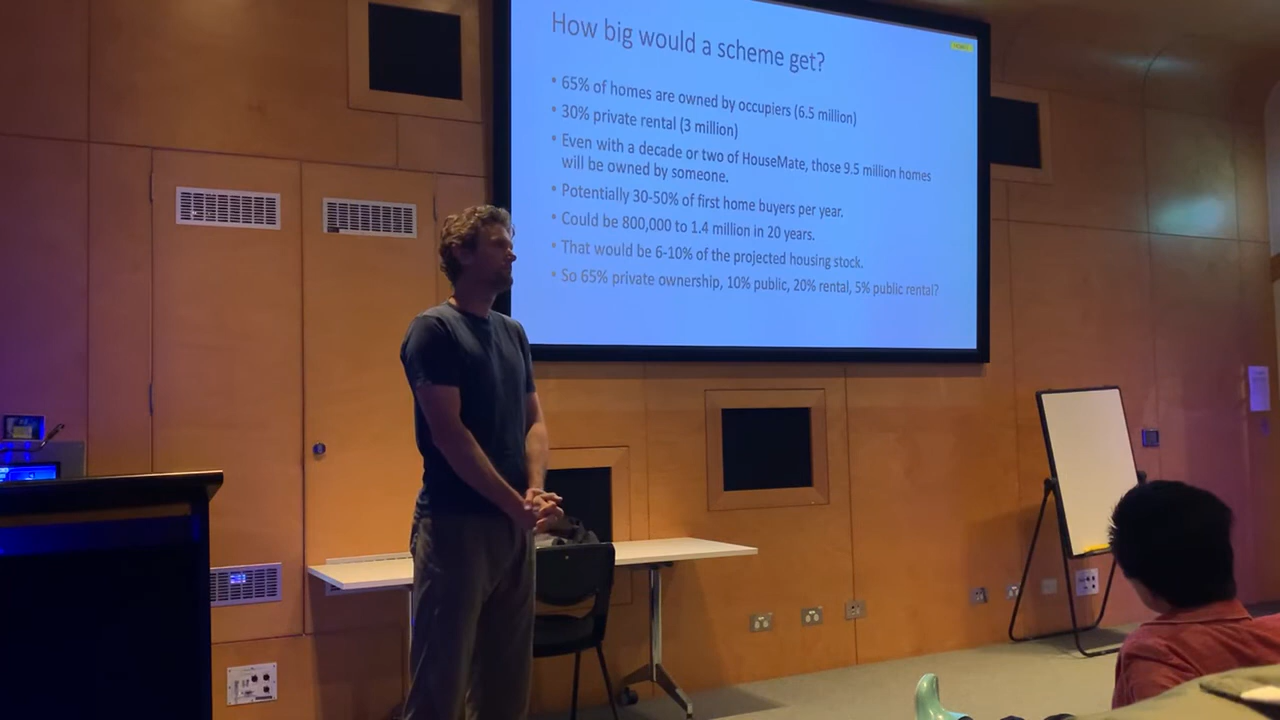 How big would a scheme get?
• 65% of homes are owned by occupiers (6.5 million)
• 30% private rental (3 million)
• Even with a decade or two of HouseMate, those 9.5 million homes
will be owned by someone.
• Potentially 30-50% of first home buyers per year.
• Could be 800,000 to 1.4 million in 20 years.
• That would be 6-10% of the projected housing stock.
• So 65% private ownership, 10% public, 20% rental, 5% public rental?